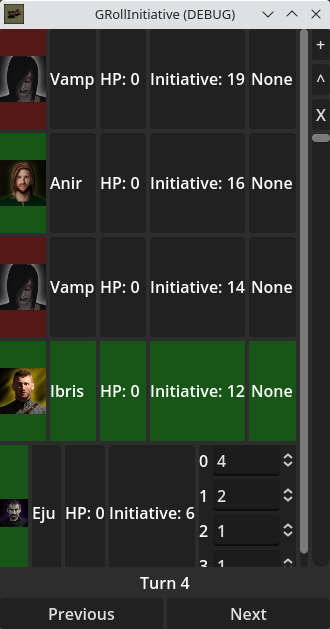 GRollInitiative (DEBUG)
+
^
X
Vamp HP: 0 Initiative: 19 None
Anir HP: 0 Initiative: 16 None
Vamp HP: 0 Initiative: 14 None
Ibris HP: 0 Initiative: 12 None
Eju HP: 0 Initiative: 6
0 4
1 2
2 1
3 1
Turn 4
Previous Next